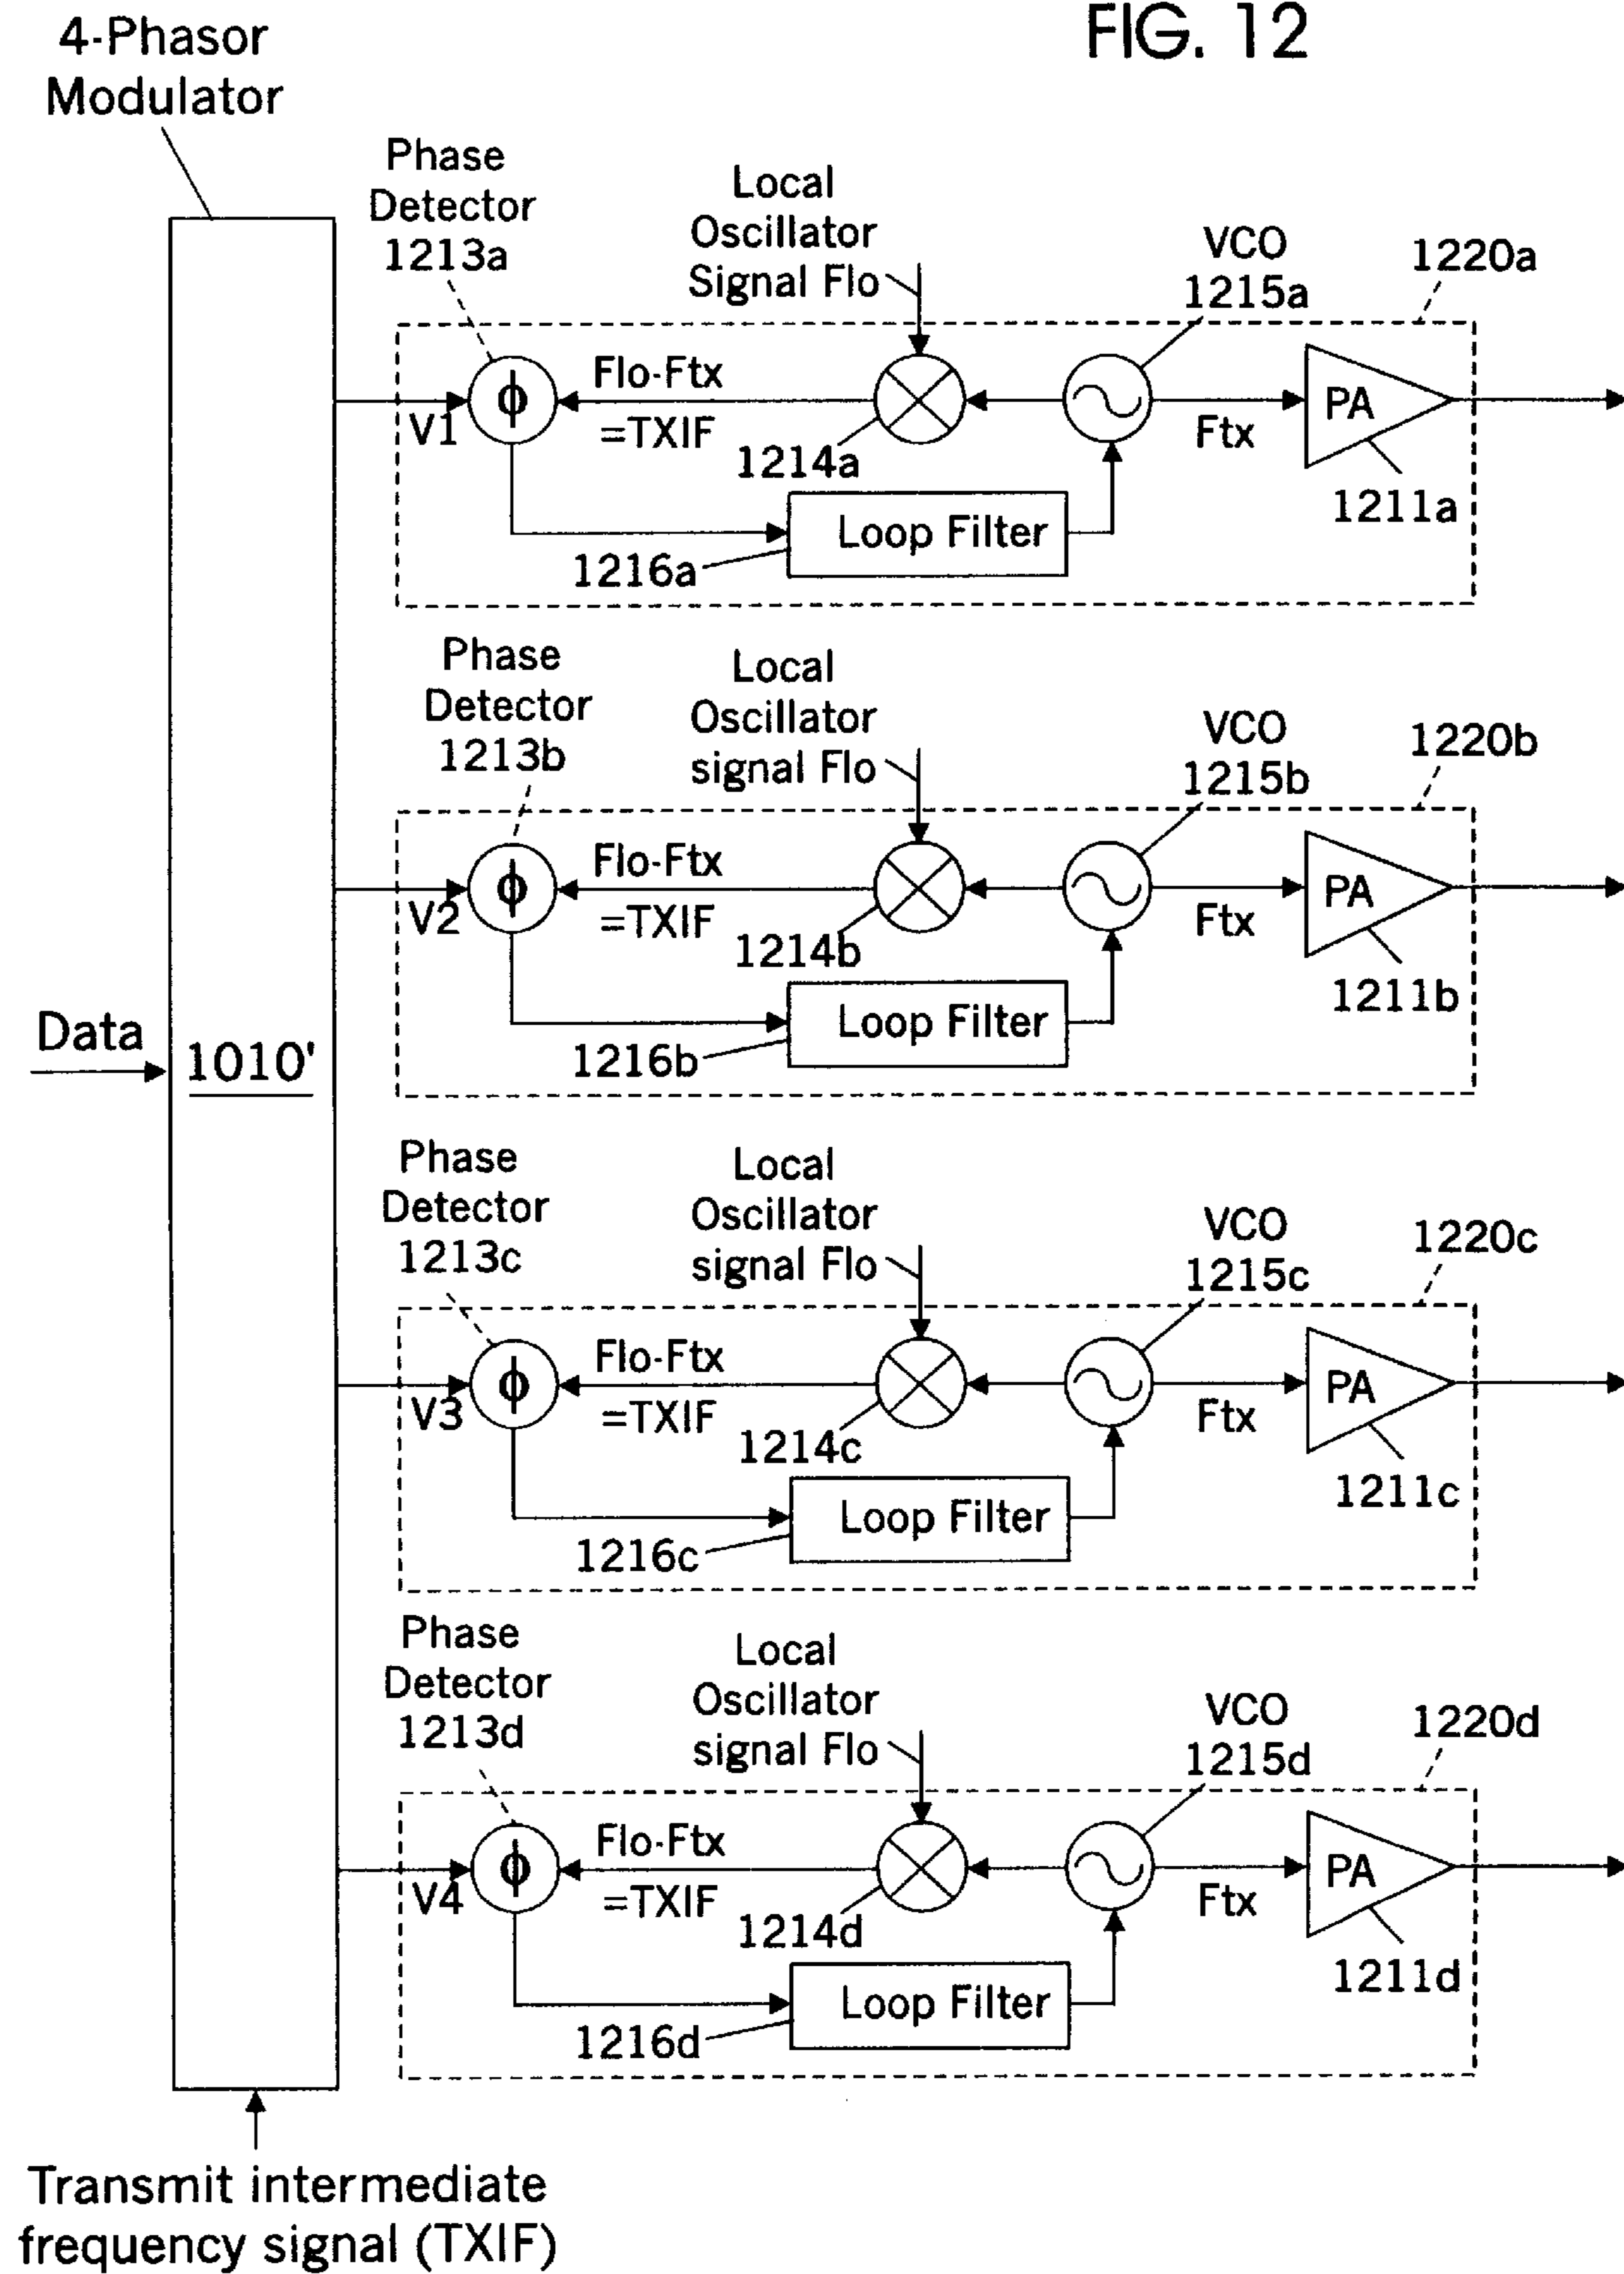 FIG. 12
4-Phasor
Modulator
Phase
Detector
1213a
Local
Oscillator
Signal Flo
VCO
1215a
1220a
V1
ϕ
Flo-Ftx
=TXIF
1214a
Ftx
PA
1211a
Loop Filter
1216a
Phase
Detector
1213b
Local
Oscillator
signal Flo
VCO
1215b
1220b
V2
ϕ
Flo-Ftx
=TXIF
1214b
Ftx
PA
1211b
Loop Filter
1216b
Data
1010'
Phase
Detector
1213c
Local
Oscillator
signal Flo
VCO
1215c
1220c
V3
ϕ
Flo-Ftx
=TXIF
1214c
Ftx
PA
1211c
Loop Filter
1216c
Phase
Detector
1213d
Local
Oscillator
signal Flo
VCO
1215d
1220d
V4
ϕ
Flo-Ftx
=TXIF
1214d
Ftx
PA
1211d
Loop Filter
1216d
Transmit intermediate
frequency signal (TXIF)